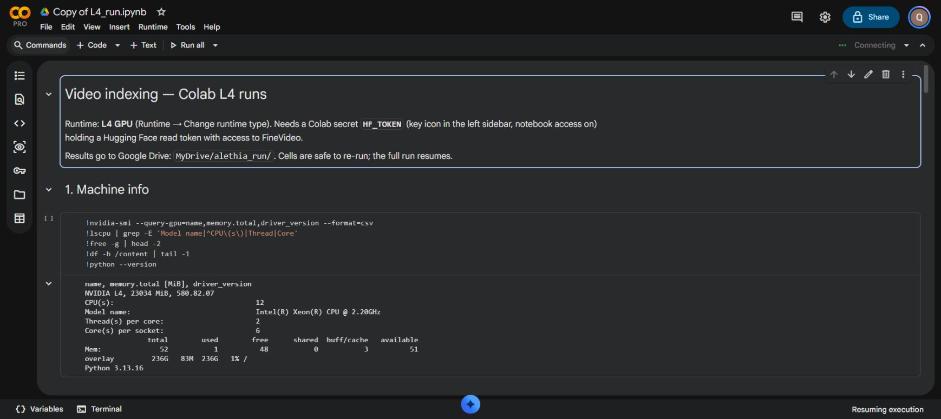 PRO
Copy of L4_run.ipynb
File Edit View Insert Runtime Tools Help
Share
Q
Commands + Code + Text Run all
Connecting
Video indexing — Colab L4 runs
Runtime: L4 GPU (Runtime → Change runtime type). Needs a Colab secret HF_TOKEN (key icon in the left sidebar, notebook access on)
holding a Hugging Face read token with access to FineVideo.
Results go to Google Drive: MyDrive/alethia_run/. Cells are safe to re-run; the full run resumes.
1. Machine info
[ ]
!nvidia-smi --query-gpu=name,memory.total,driver_version --format=csv
!lscpu | grep -E 'Model name|^CPU\(s\)|Thread|Core'
!free -g | head -2
!df -h /content | tail -1
!python --version
name, memory.total [MiB], driver_version
NVIDIA L4, 23034 MiB, 580.82.07
CPU(s): 12
Model name: Intel(R) Xeon(R) CPU @ 2.20GHz
Thread(s) per core: 2
Core(s) per socket: 6
total used free shared buff/cache available
Mem: 52 1 48 0 3 51
overlay 236G 83M 236G 1% /
Python 3.13.16
Variables Terminal
Resuming execution